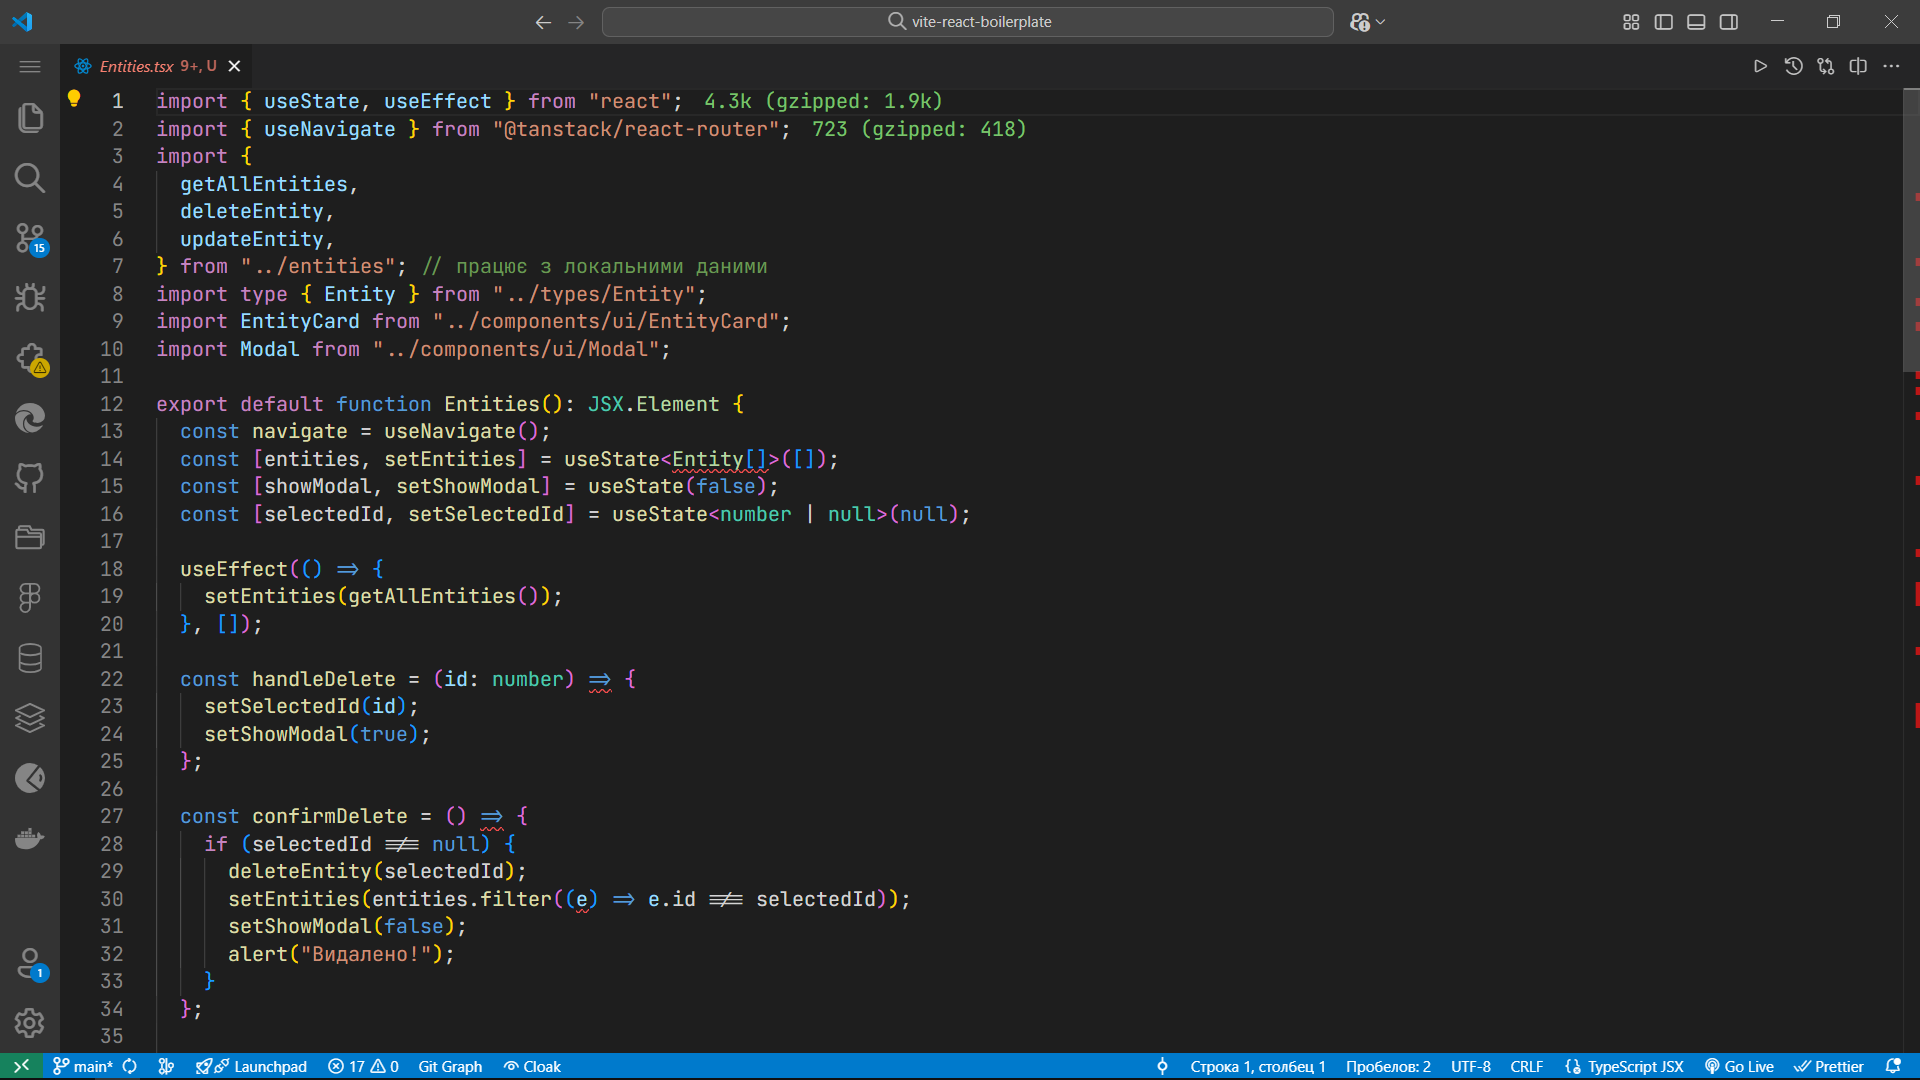 vite-react-boilerplate
Entities.tsx 9+, U
1 import { useState, useEffect } from "react"; 4.3k (gzipped: 1.9k)
2 import { useNavigate } from "@tanstack/react-router"; 723 (gzipped: 418)
3 import {
4 getAllEntities,
5 deleteEntity,
6 updateEntity,
7 } from "../entities"; // працює з локальними даними
8 import type { Entity } from "../types/Entity";
9 import EntityCard from "../components/ui/EntityCard";
10 import Modal from "../components/ui/Modal";
11
12 export default function Entities(): JSX.Element {
13 const navigate = useNavigate();
14 const [entities, setEntities] = useState<Entity[]>([]);
15 const [showModal, setShowModal] = useState(false);
16 const [selectedId, setSelectedId] = useState<number | null>(null);
17
18 useEffect(() => {
19 setEntities(getAllEntities());
20 }, []);
21
22 const handleDelete = (id: number) => {
23 setSelectedId(id);
24 setShowModal(true);
25 };
26
27 const confirmDelete = () => {
28 if (selectedId !== null) {
29 deleteEntity(selectedId);
30 setEntities(entities.filter((e) => e.id !== selectedId));
31 setShowModal(false);
32 alert("Видалено!");
33 }
34 };
35
15
1
main* Launchpad 17 0 Git Graph Cloak Строка 1, столбец 1 Пробелов: 2 UTF-8 CRLF TypeScript JSX Go Live Prettier